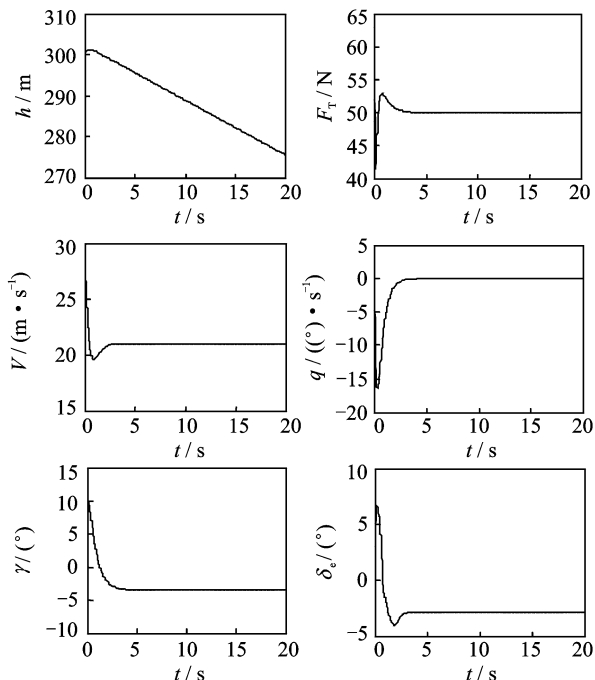 310
300
290
280
270
h / m
0 5 10 15 20
t / s
65
60
55
50
45
40
F_T / N
0 5 10 15 20
t / s
30
25
20
15
V / (m • s⁻¹)
0 5 10 15 20
t / s
5
0
−5
−10
−15
−20
q / ((°) • s⁻¹)
0 5 10 15 20
t / s
15
10
5
0
−5
−10
γ / (°)
0 5 10 15 20
t / s
10
5
0
−5
δ_e / (°)
0 5 10 15 20
t / s